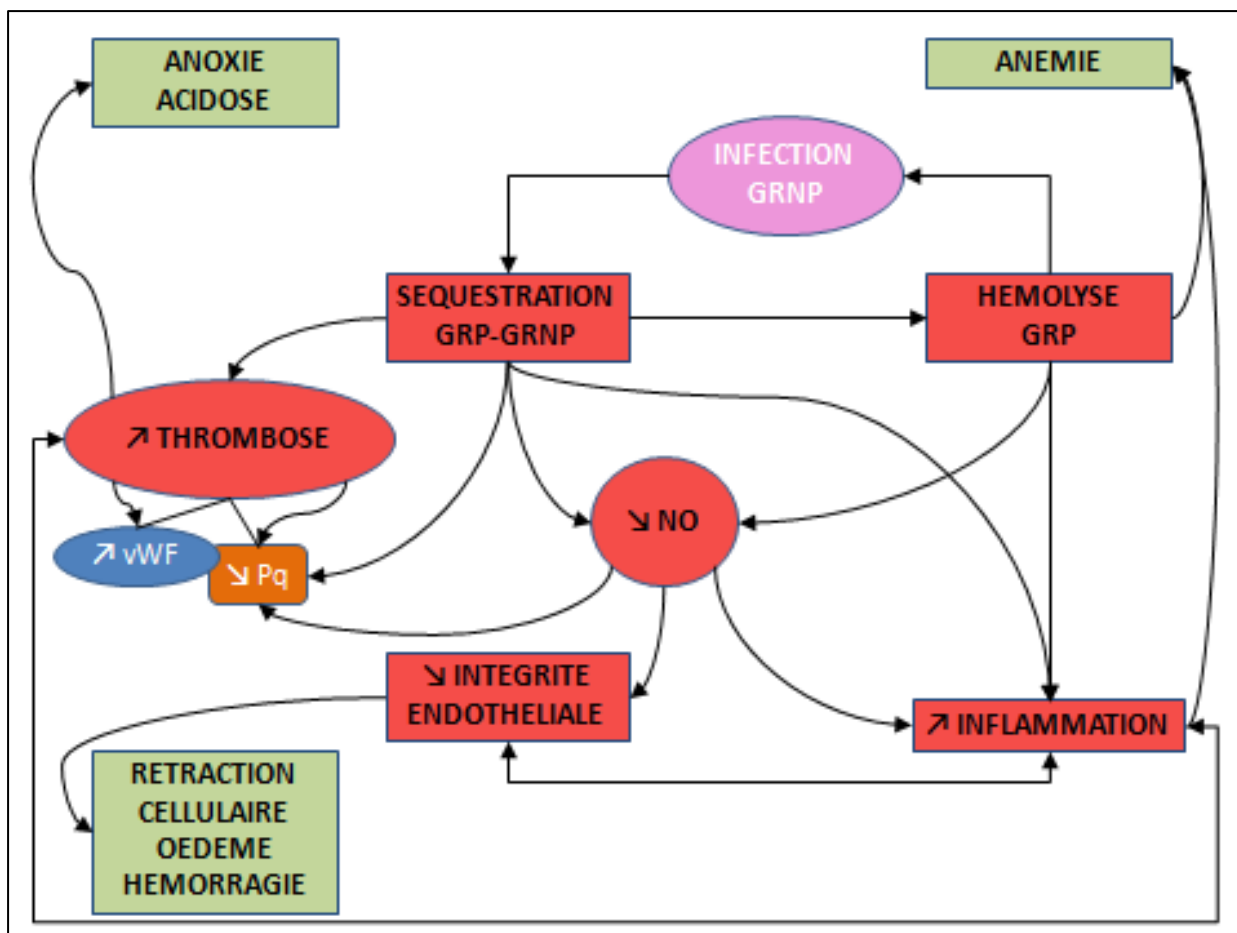 ANOXIE
ACIDOSE
ANEMIE
INFECTION
GRNP
SEQUESTRATION
GRP-GRNP
HEMOLYSE
GRP
↗ THROMBOSE
↘ NO
↗ vWF
↘ Pq
↘ INTEGRITE
ENDOTHELIALE
↗ INFLAMMATION
RETRACTION
CELLULAIRE
OEDEME
HEMORRAGIE